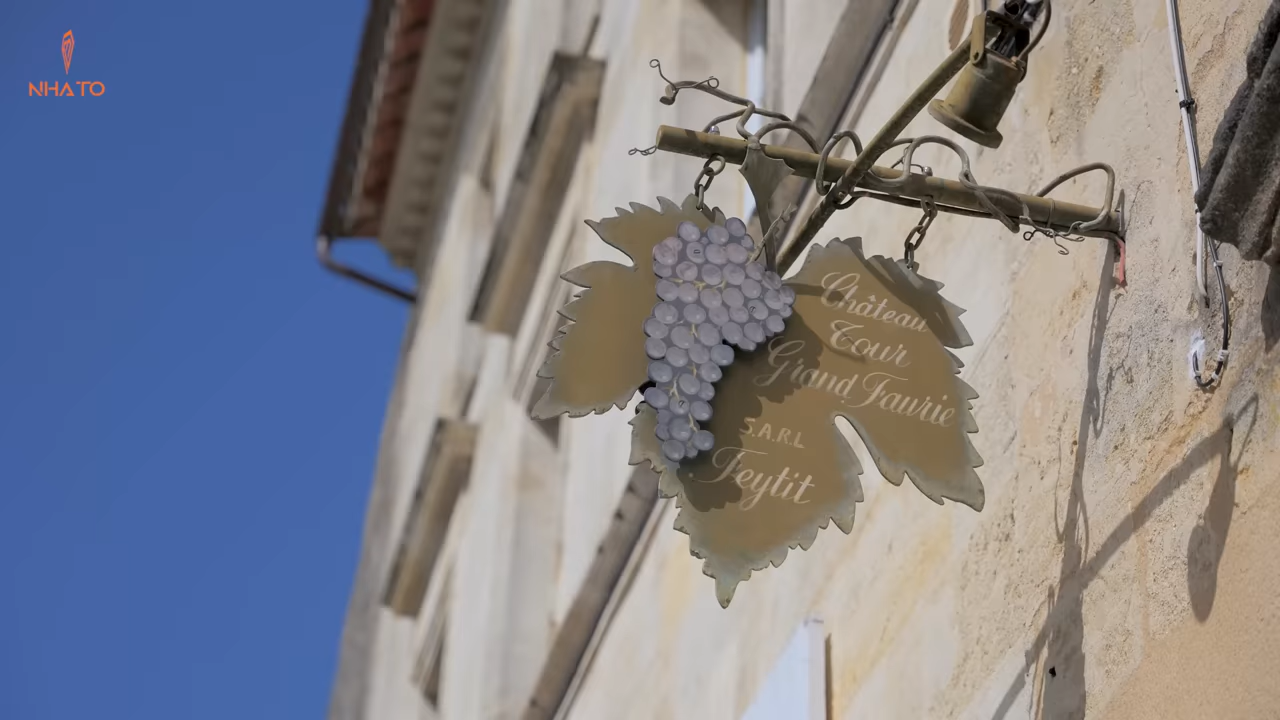 NHATO
Château
Tour
Grand Faurie
S.A.R.L
Feytit